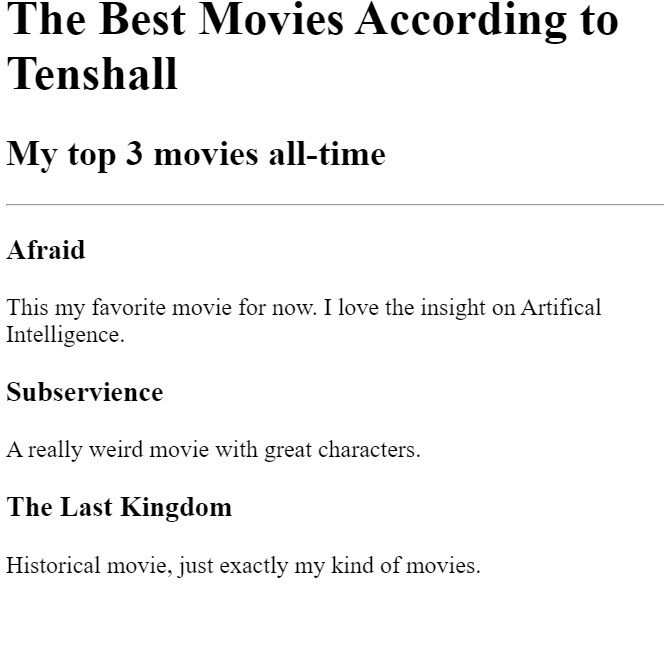 The Best Movies According to
Tenshall
My top 3 movies all-time
Afraid
This my favorite movie for now. I love the insight on Artifical
Intelligence.
Subservience
A really weird movie with great characters.
The Last Kingdom
Historical movie, just exactly my kind of movies.